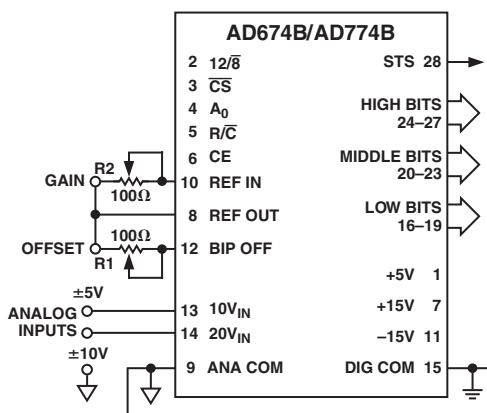 AD674B/AD774B
2 12/8̅
3 C̅S̅
4 A₀
5 R/C̅
6 CE
10 REF IN
8 REF OUT
12 BIP OFF
13 10VIN
14 20VIN
9 ANA COM
STS 28
HIGH BITS
24–27
MIDDLE BITS
20–23
LOW BITS
16–19
+5V 1
+15V 7
–15V 11
DIG COM 15
GAIN
R2
100Ω
OFFSET
100Ω
R1
±5V
ANALOG
INPUTS
±10V